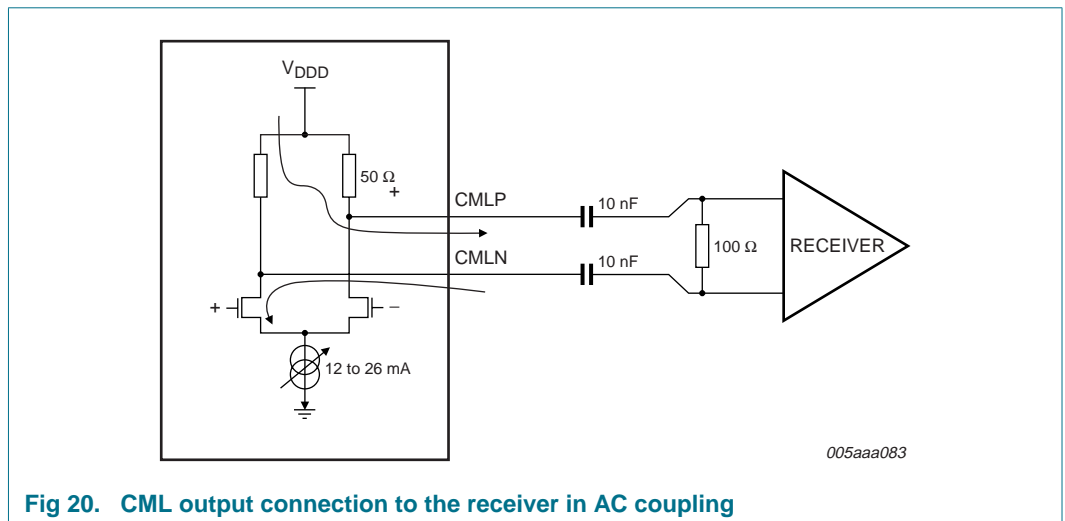 VDDD
50 Ω
+
CMLP
10 nF
CMLN
10 nF
100 Ω
RECEIVER
+
−
12 to 26 mA
005aaa083
Fig 20. CML output connection to the receiver in AC coupling